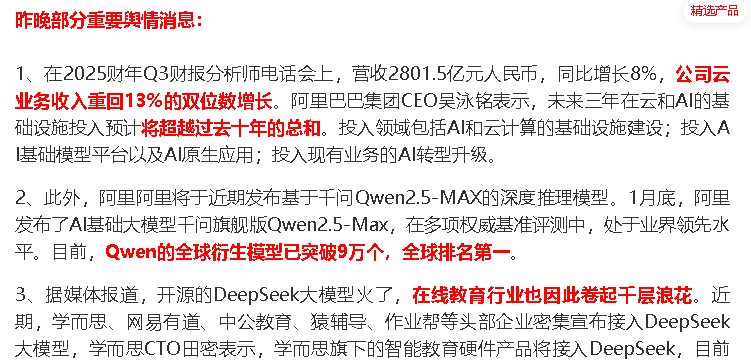 精选产品
昨晚部分重要舆情消息：
1、在2025财年Q3财报分析师电话会上，营收2801.5亿元人民币，同比增长8%，公司云
业务收入重回13%的双位数增长。阿里巴巴集团CEO吴泳铭表示，未来三年在云和AI的基
础设施投入预计将超越过去十年的总和。投入领域包括AI和云计算的基础设施建设；投入A
I基础模型平台以及AI原生应用；投入现有业务的AI转型升级。
2、此外，阿里阿里将于近期发布基于千问Qwen2.5-MAX的深度推理模型。1月底，阿里
发布了AI基础大模型千问旗舰版Qwen2.5-Max，在多项权威基准评测中，处于业界领先水
平。目前，Qwen的全球衍生模型已突破9万个，全球排名第一。
3、据媒体报道，开源的DeepSeek大模型火了，在线教育行业也因此卷起千层浪花。近
期，学而思、网易有道、中公教育、猿辅导、作业帮等头部企业密集宣布接入DeepSeek
大模型，学而思CTO田密表示，学而思旗下的智能教育硬件产品将接入DeepSeek，目前